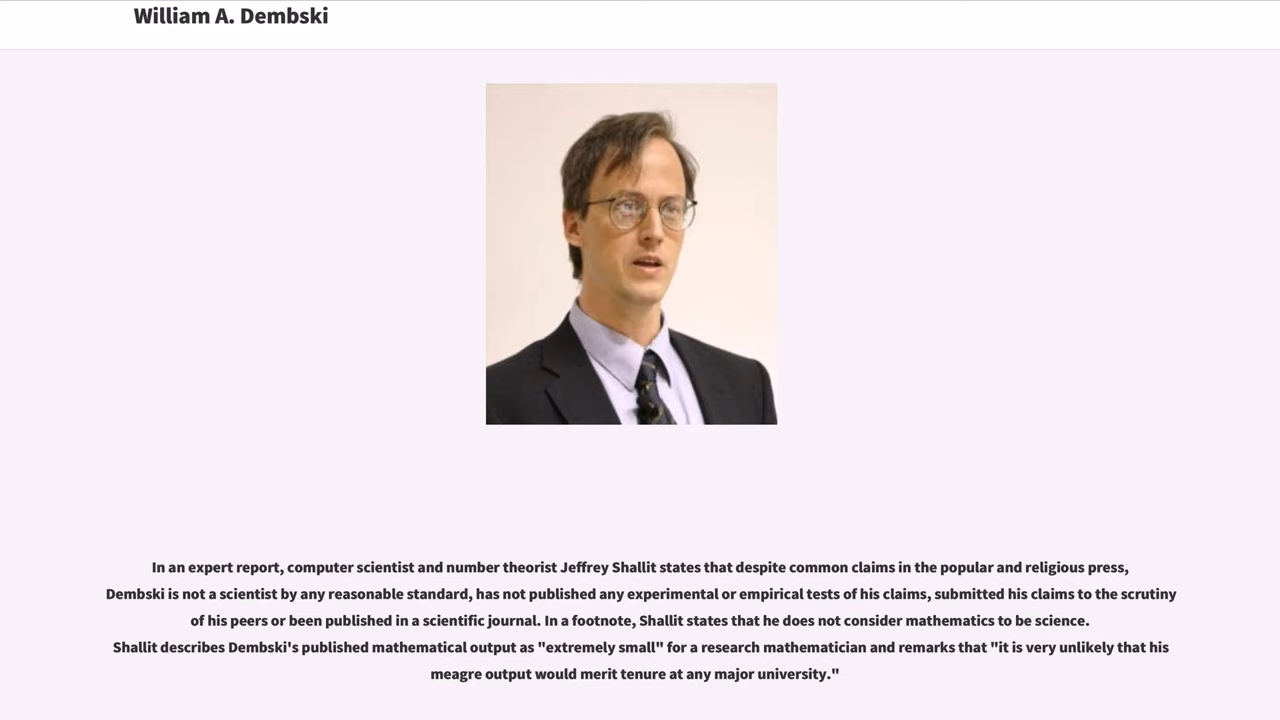 William A. Dembski
In an expert report, computer scientist and number theorist Jeffrey Shallit states that despite common claims in the popular and religious press,
Dembski is not a scientist by any reasonable standard, has not published any experimental or empirical tests of his claims, submitted his claims to the scrutiny
of his peers or been published in a scientific journal. In a footnote, Shallit states that he does not consider mathematics to be science.
Shallit describes Dembski's published mathematical output as "extremely small" for a research mathematician and remarks that "it is very unlikely that his
meagre output would merit tenure at any major university."